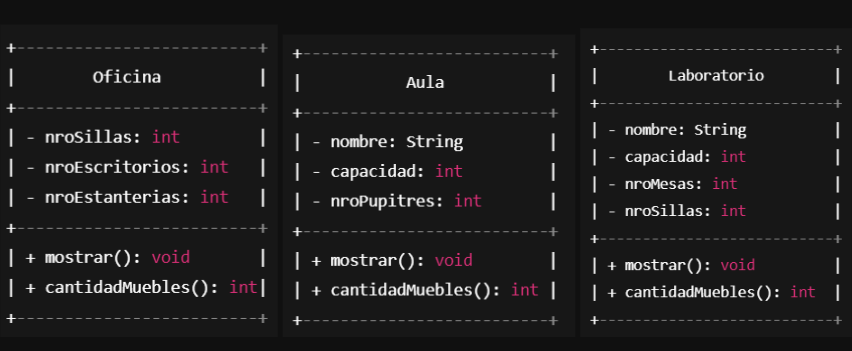 +-------------------------+
|        Oficina          |
+-------------------------+
| - nroSillas: int        |
| - nroEscritorios: int   |
| - nroEstanterias: int   |
+-------------------------+
| + mostrar(): void       |
| + cantidadMuebles(): int|
+-------------------------+
+--------------------------+
|           Aula           |
+--------------------------+
| - nombre: String         |
| - capacidad: int         |
| - nroPupitres: int       |
+--------------------------+
| + mostrar(): void        |
| + cantidadMuebles(): int |
+--------------------------+
+---------------------------+
|        Laboratorio        |
+---------------------------+
| - nombre: String          |
| - capacidad: int          |
| - nroMesas: int           |
| - nroSillas: int          |
+---------------------------+
| + mostrar(): void         |
| + cantidadMuebles(): int  |
+---------------------------+